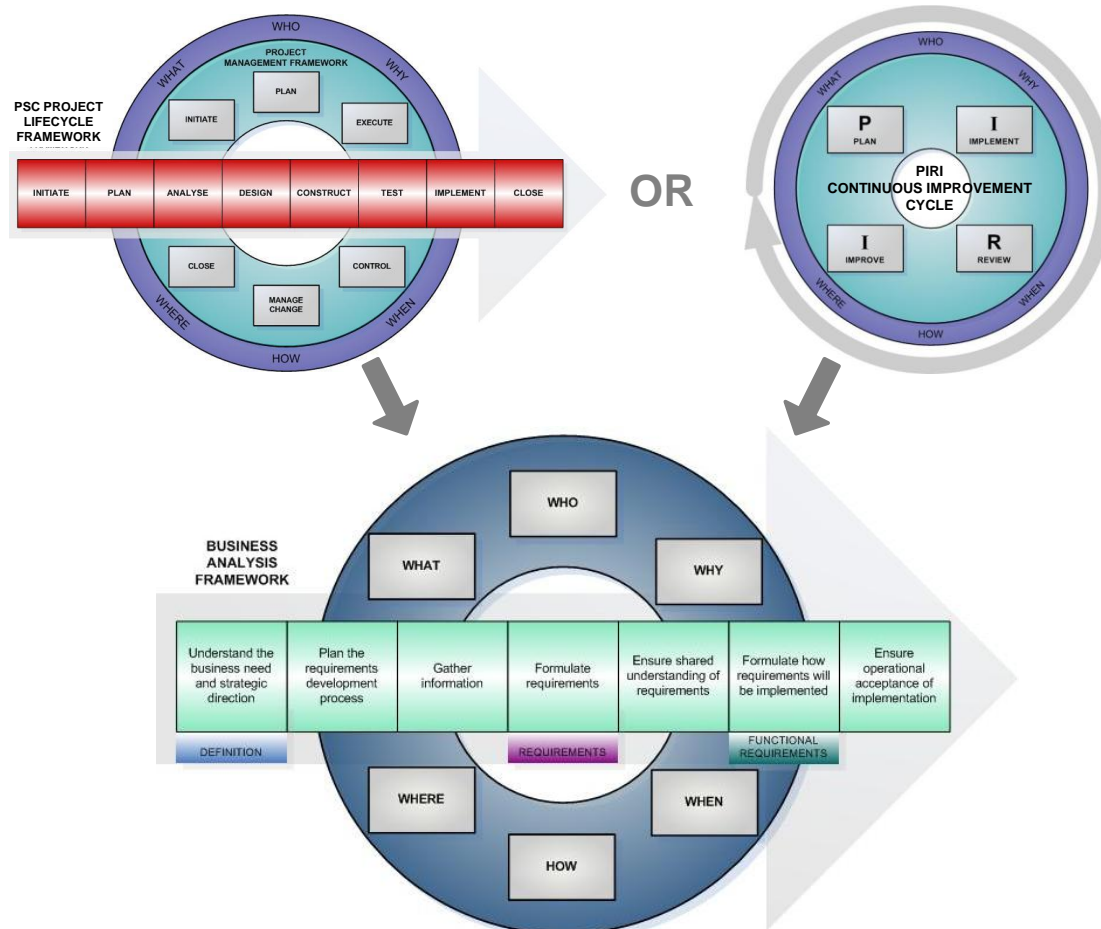 WHO
WHAT
WHY
PROJECT
MANAGEMENT FRAMEWORK
PLAN
INITIATE
EXECUTE
PSC PROJECT
LIFECYCLE
FRAMEWORK
INITIATE
PLAN
ANALYSE
DESIGN
CONSTRUCT
TEST
IMPLEMENT
CLOSE
CLOSE
CONTROL
MANAGE
CHANGE
WHERE
WHEN
HOW
OR
WHO
WHAT
WHY
P
PLAN
I
IMPLEMENT
PIRI
CONTINUOUS IMPROVEMENT
CYCLE
I
IMPROVE
R
REVIEW
WHERE
WHEN
HOW
BUSINESS
ANALYSIS
FRAMEWORK
WHO
WHAT
WHY
Understand the
business need
and strategic
direction
Plan the
requirements
development
process
Gather
information
Formulate
requirements
Ensure shared
understanding of
requirements
Formulate how
requirements will
be implemented
Ensure
operational
acceptance of
implementation
DEFINITION
REQUIREMENTS
FUNCTIONAL
REQUIREMENTS
WHERE
WHEN
HOW